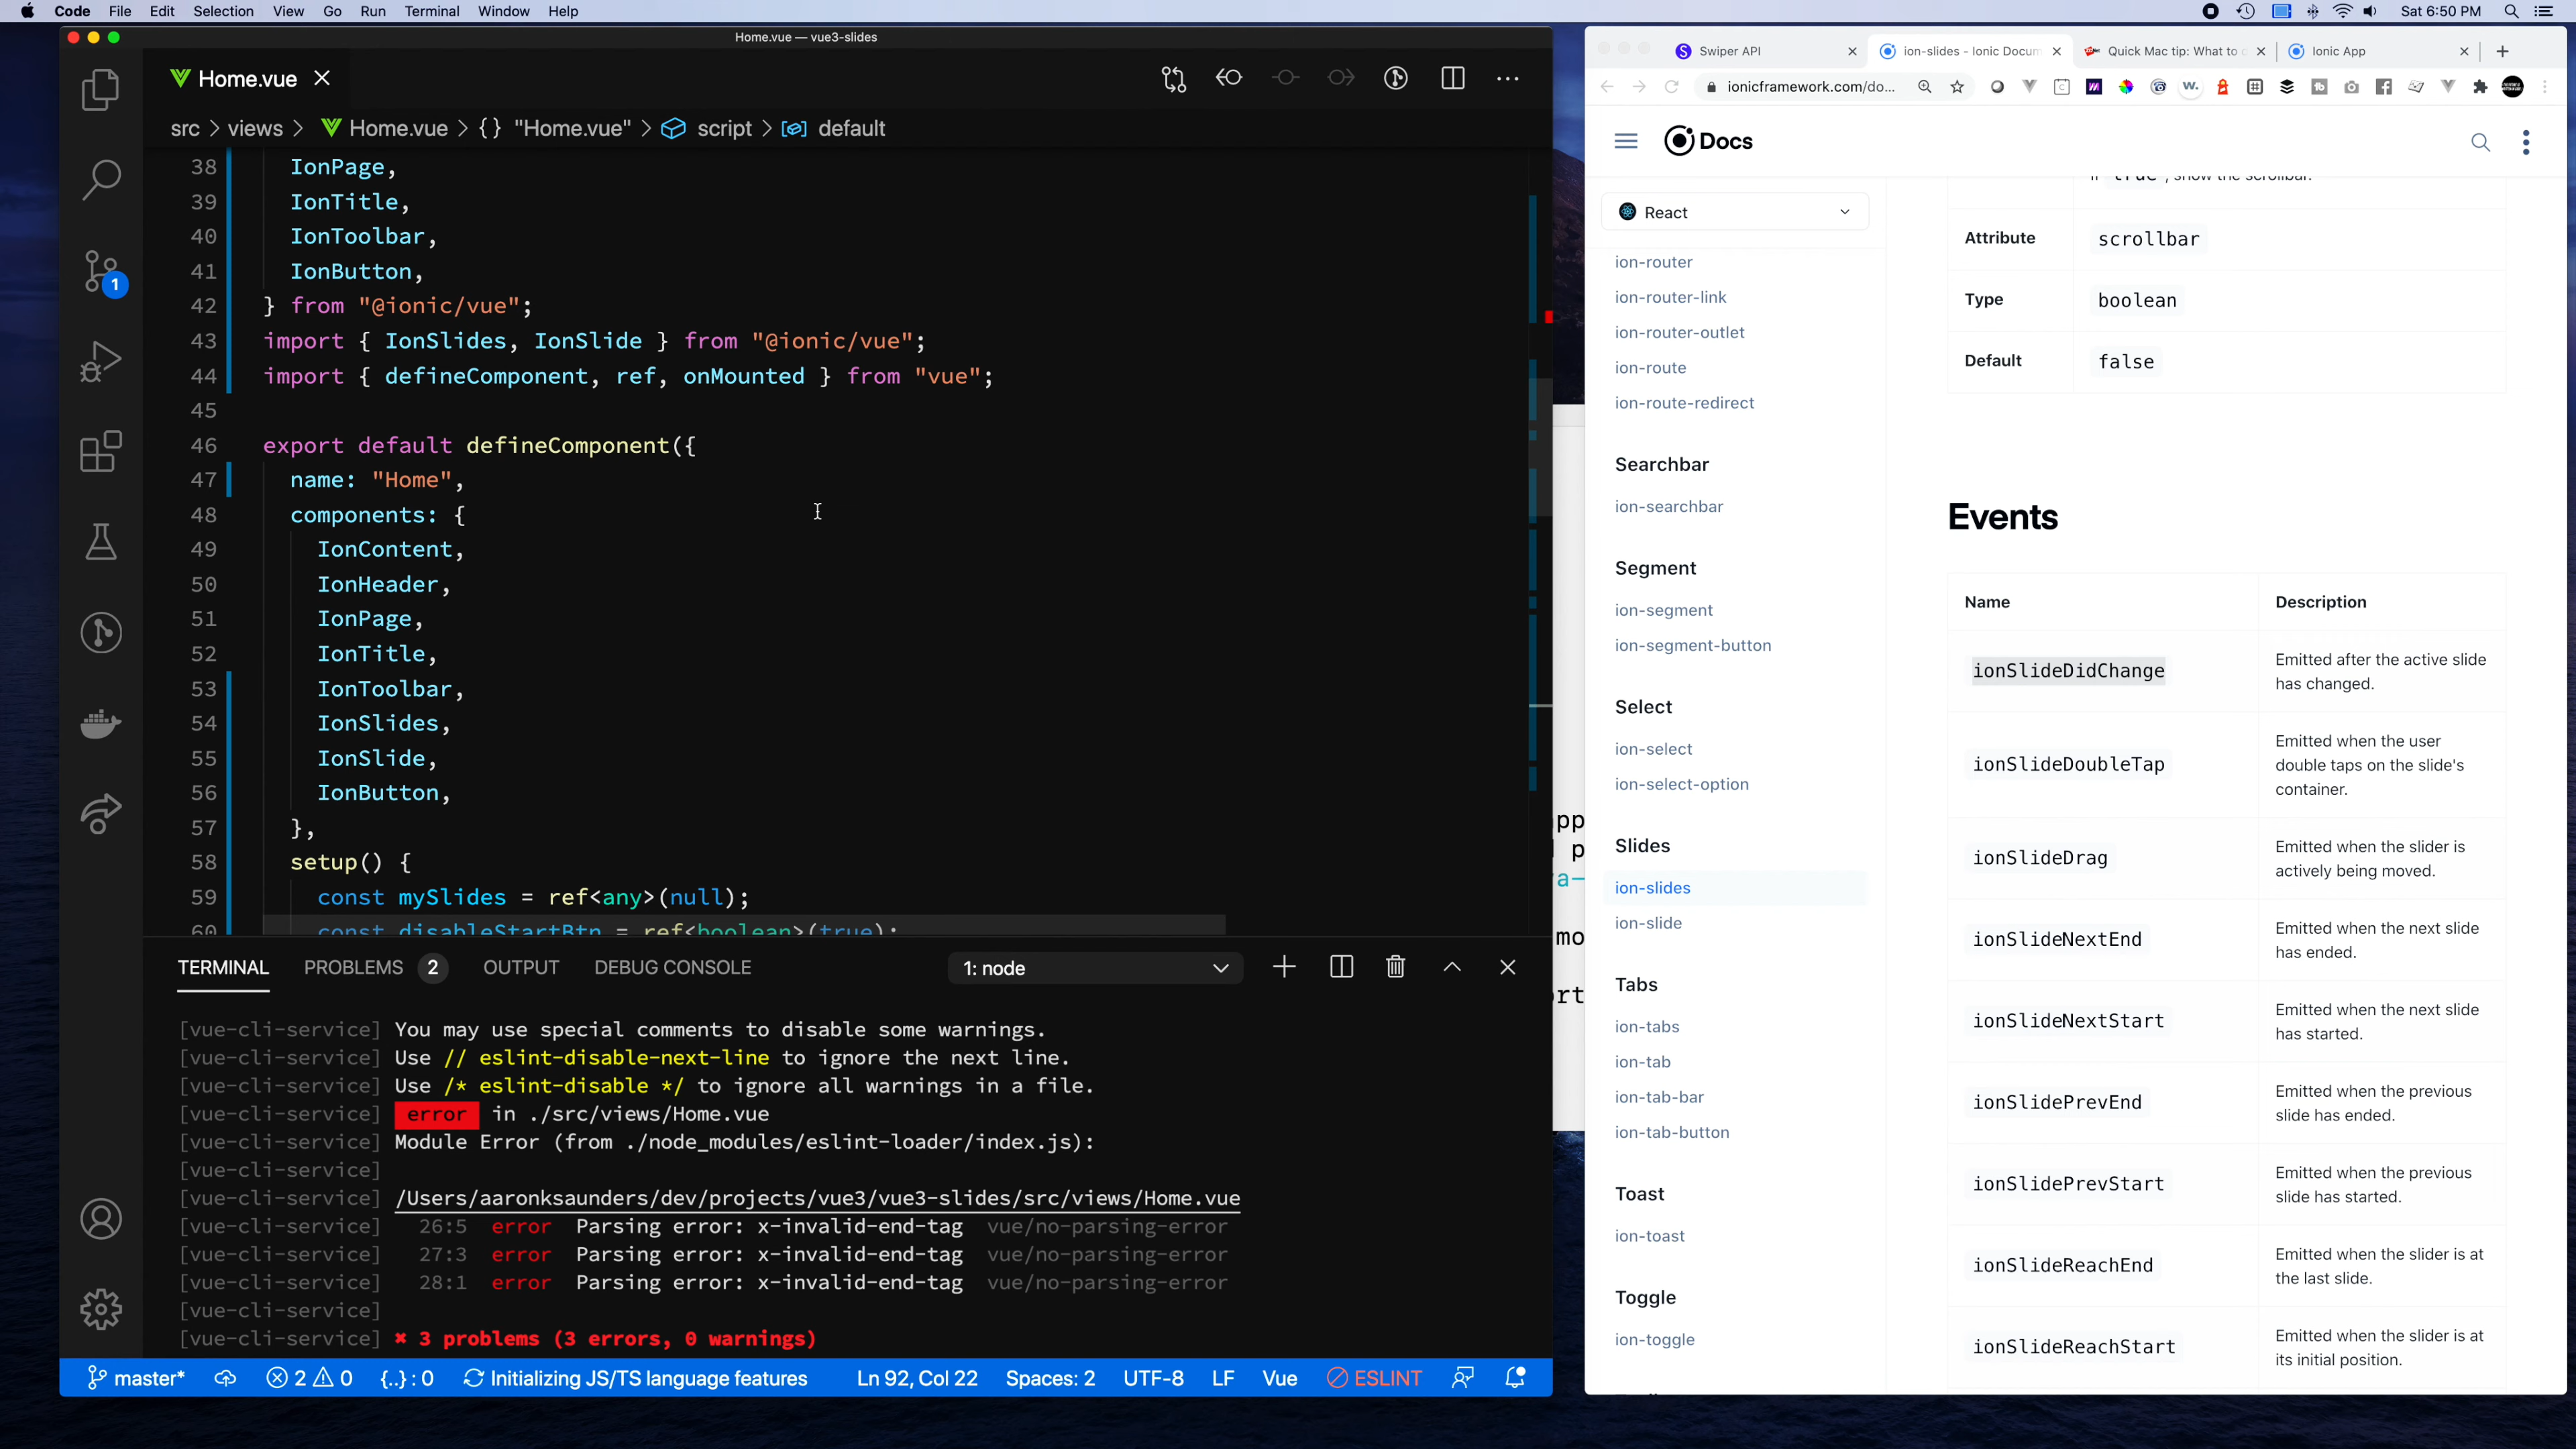 Code File Edit Selection View Go Run Terminal Window Help
Sat 6:50 PM
Home.vue — vue3-slides
Home.vue
src > views > Home.vue > {} "Home.vue" > script > default
38 IonPage,
39 IonTitle,
40 IonToolbar,
41 IonButton,
42 } from "@ionic/vue";
43 import { IonSlides, IonSlide } from "@ionic/vue";
44 import { defineComponent, ref, onMounted } from "vue";
45
46 export default defineComponent({
47 name: "Home",
48 components: {
49 IonContent,
50 IonHeader,
51 IonPage,
52 IonTitle,
53 IonToolbar,
54 IonSlides,
55 IonSlide,
56 IonButton,
57 },
58 setup() {
59 const mySlides = ref<any>(null);
60 const disableStartBtn = ref<boolean>(true);
1
TERMINAL PROBLEMS 2 OUTPUT DEBUG CONSOLE 1: node
[vue-cli-service] You may use special comments to disable some warnings.
[vue-cli-service] Use // eslint-disable-next-line to ignore the next line.
[vue-cli-service] Use /* eslint-disable */ to ignore all warnings in a file.
[vue-cli-service] error in ./src/views/Home.vue
[vue-cli-service] Module Error (from ./node_modules/eslint-loader/index.js):
[vue-cli-service]
[vue-cli-service] /Users/aaronksaunders/dev/projects/vue3/vue3-slides/src/views/Home.vue
[vue-cli-service] 26:5 error Parsing error: x-invalid-end-tag vue/no-parsing-error
[vue-cli-service] 27:3 error Parsing error: x-invalid-end-tag vue/no-parsing-error
[vue-cli-service] 28:1 error Parsing error: x-invalid-end-tag vue/no-parsing-error
[vue-cli-service]
[vue-cli-service] ✖ 3 problems (3 errors, 0 warnings)
master* 2 0 {..} : 0 Initializing JS/TS language features Ln 92, Col 22 Spaces: 2 UTF-8 LF Vue ESLINT
pp
p
a-
mo
rt
Swiper API
ion-slides - Ionic Docum
Quick Mac tip: What to
Ionic App
ionicframework.com/do...
Docs
React
ion-router
ion-router-link
ion-router-outlet
ion-route
ion-route-redirect
Searchbar
ion-searchbar
Segment
ion-segment
ion-segment-button
Select
ion-select
ion-select-option
Slides
ion-slides
ion-slide
Tabs
ion-tabs
ion-tab
ion-tab-bar
ion-tab-button
Toast
ion-toast
Toggle
ion-toggle
If true, show the scrollbar.
Attribute scrollbar
Type boolean
Default false
Events
Name Description
ionSlideDidChange Emitted after the active slide
has changed.
ionSlideDoubleTap Emitted when the user
double taps on the slide's
container.
ionSlideDrag Emitted when the slider is
actively being moved.
ionSlideNextEnd Emitted when the next slide
has ended.
ionSlideNextStart Emitted when the next slide
has started.
ionSlidePrevEnd Emitted when the previous
slide has ended.
ionSlidePrevStart Emitted when the previous
slide has started.
ionSlideReachEnd Emitted when the slider is at
the last slide.
ionSlideReachStart Emitted when the slider is at
its initial position.